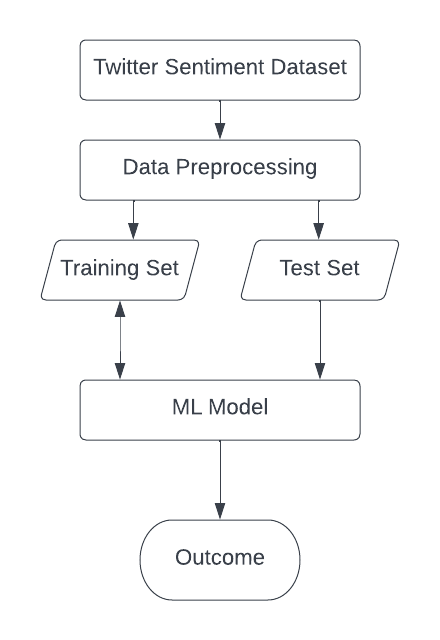 Twitter Sentiment Dataset
Data Preprocessing
Training Set
Test Set
ML Model
Outcome